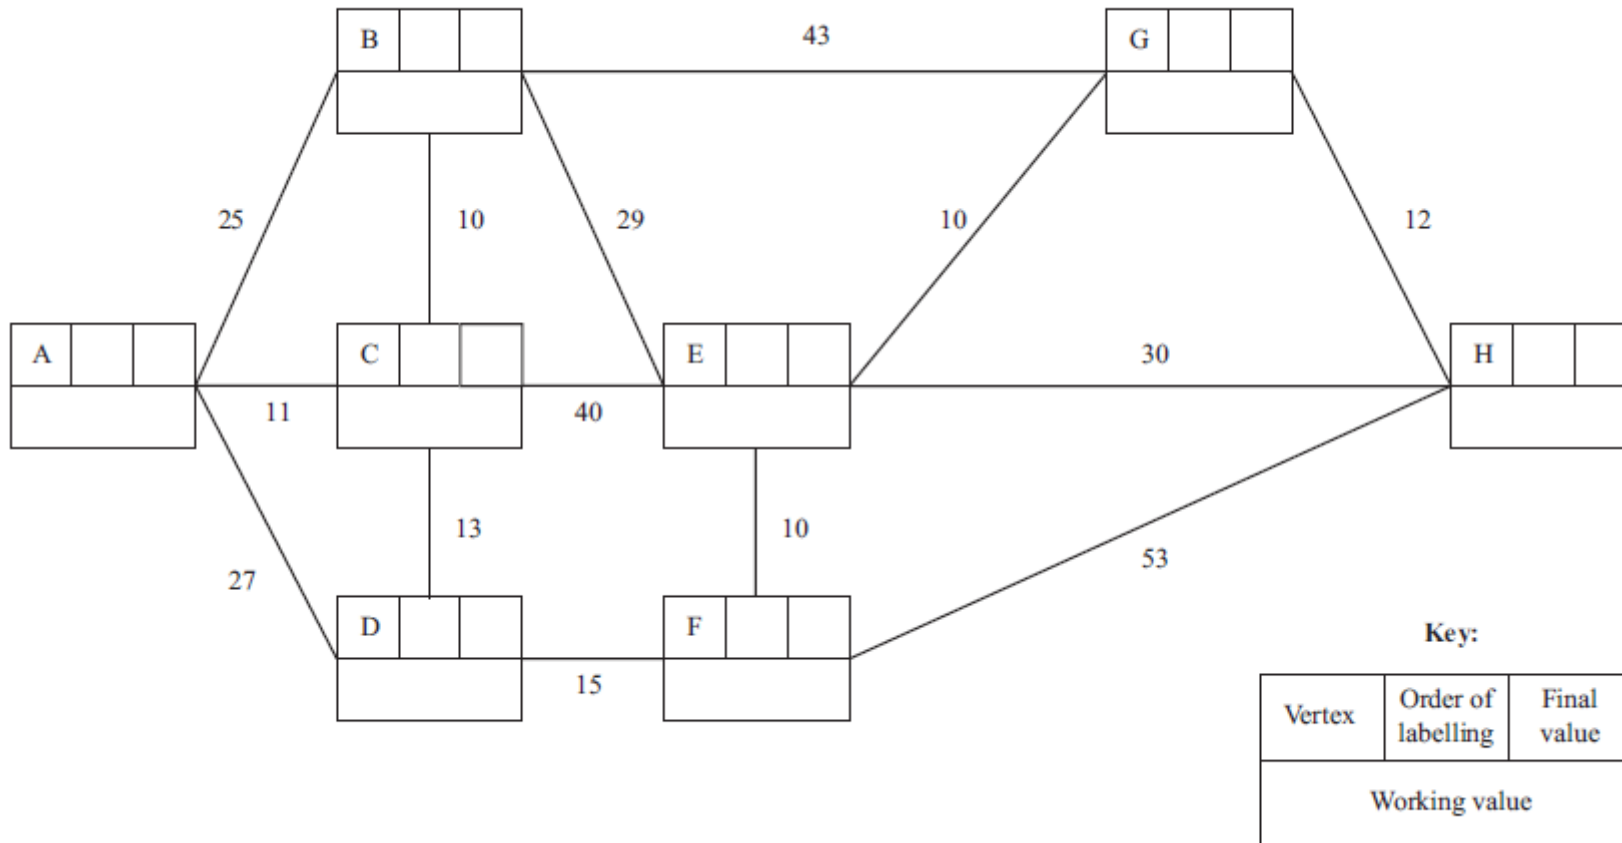 B
43
G
25
10
29
10
12
A
C
E
30
H
11
40
13
10
27
53
D
F
15
Key:
Vertex
Order of
labelling
Final
value
Working value